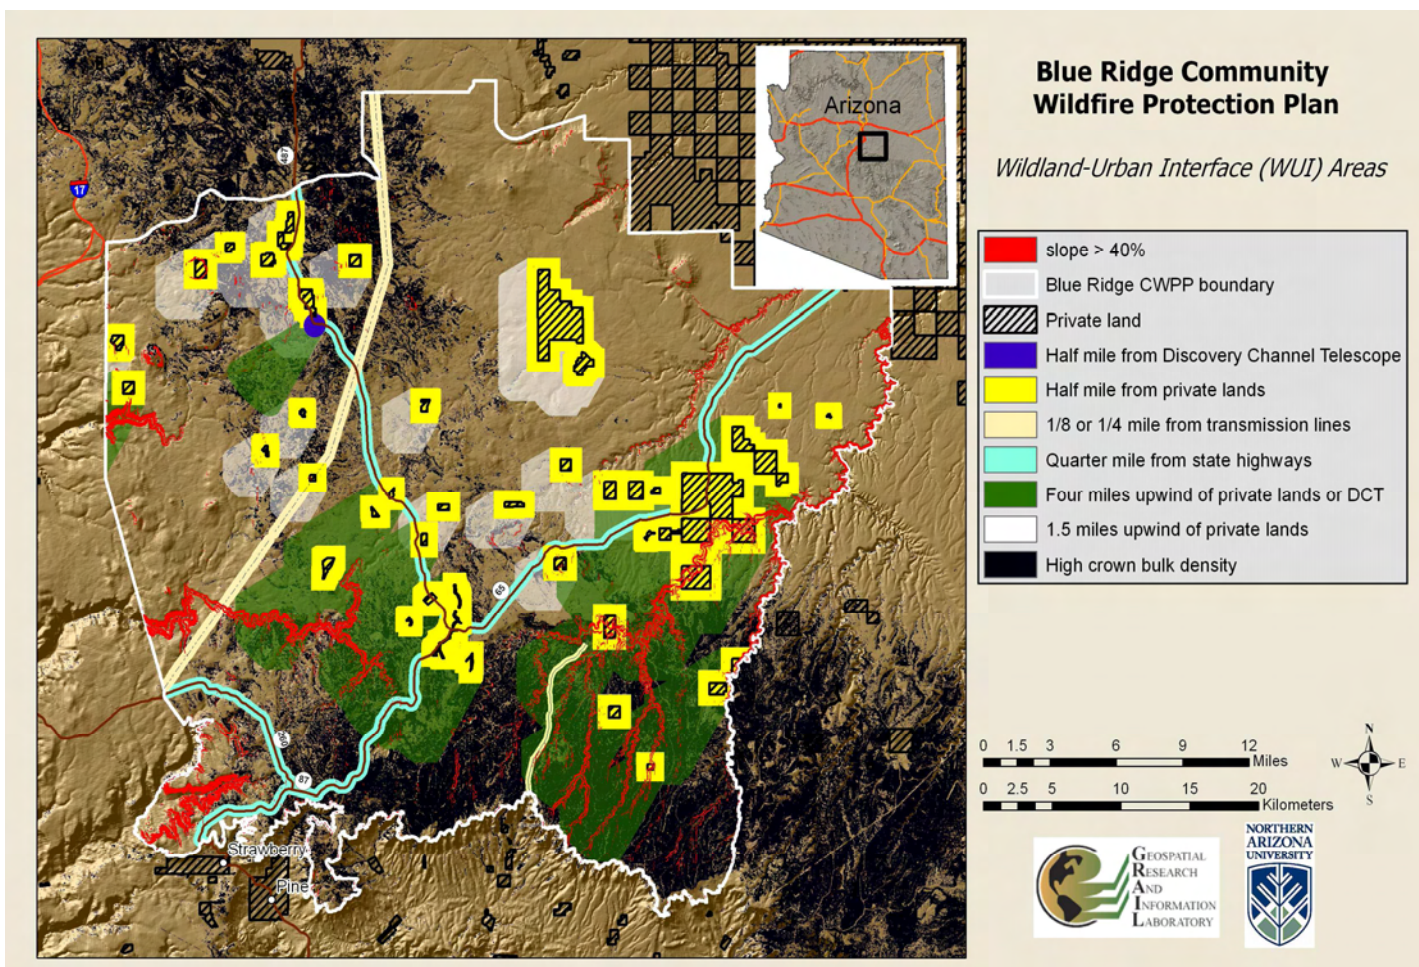 Blue Ridge Community
Wildfire Protection Plan
Wildland-Urban Interface (WUI) Areas
Arizona
17
487
65
260
87
Strawberry
Pine
slope > 40%
Blue Ridge CWPP boundary
Private land
Half mile from Discovery Channel Telescope
Half mile from private lands
1/8 or 1/4 mile from transmission lines
Quarter mile from state highways
Four miles upwind of private lands or DCT
1.5 miles upwind of private lands
High crown bulk density
0 1.5 3 6 9 12
Miles
0 2.5 5 10 15 20
Kilometers
N
W E
S
GEOSPATIAL
RESEARCH
AND
INFORMATION
LABORATORY
NORTHERN
ARIZONA
UNIVERSITY